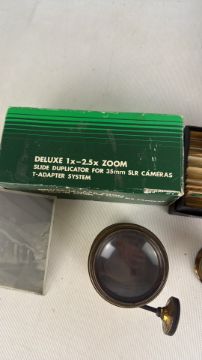 DELUXE 1x-2.5x ZOOM
SLIDE DUPLICATOR FOR 35mm SLR CAMERAS
T-ADAPTER SYSTEM